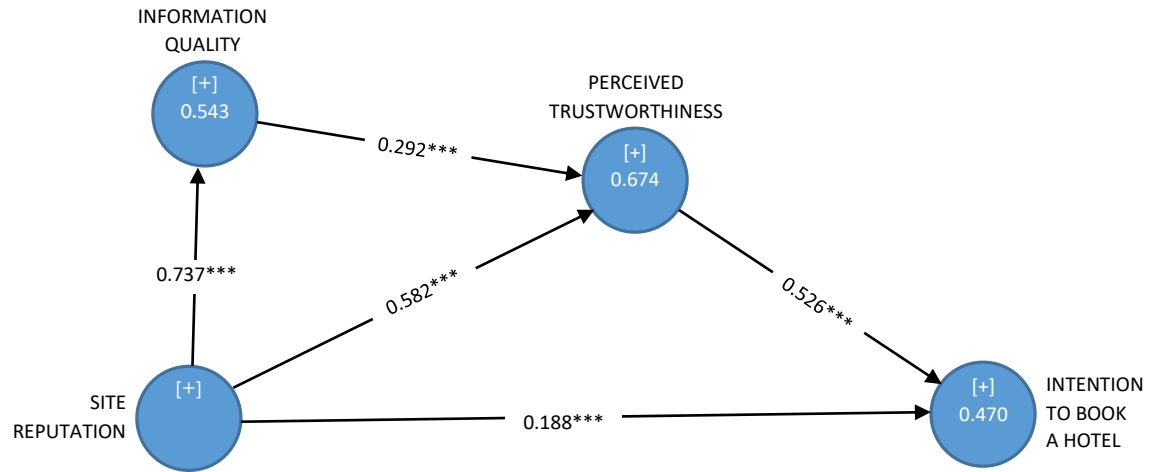 INFORMATION
QUALITY
[+]
0.543
PERCEIVED
TRUSTWORTHINESS
[+]
0.674
0.292***
0.737***
0.582***
0.526***
SITE
REPUTATION
[+]
0.188***
[+]
0.470
INTENTION
TO BOOK
A HOTEL